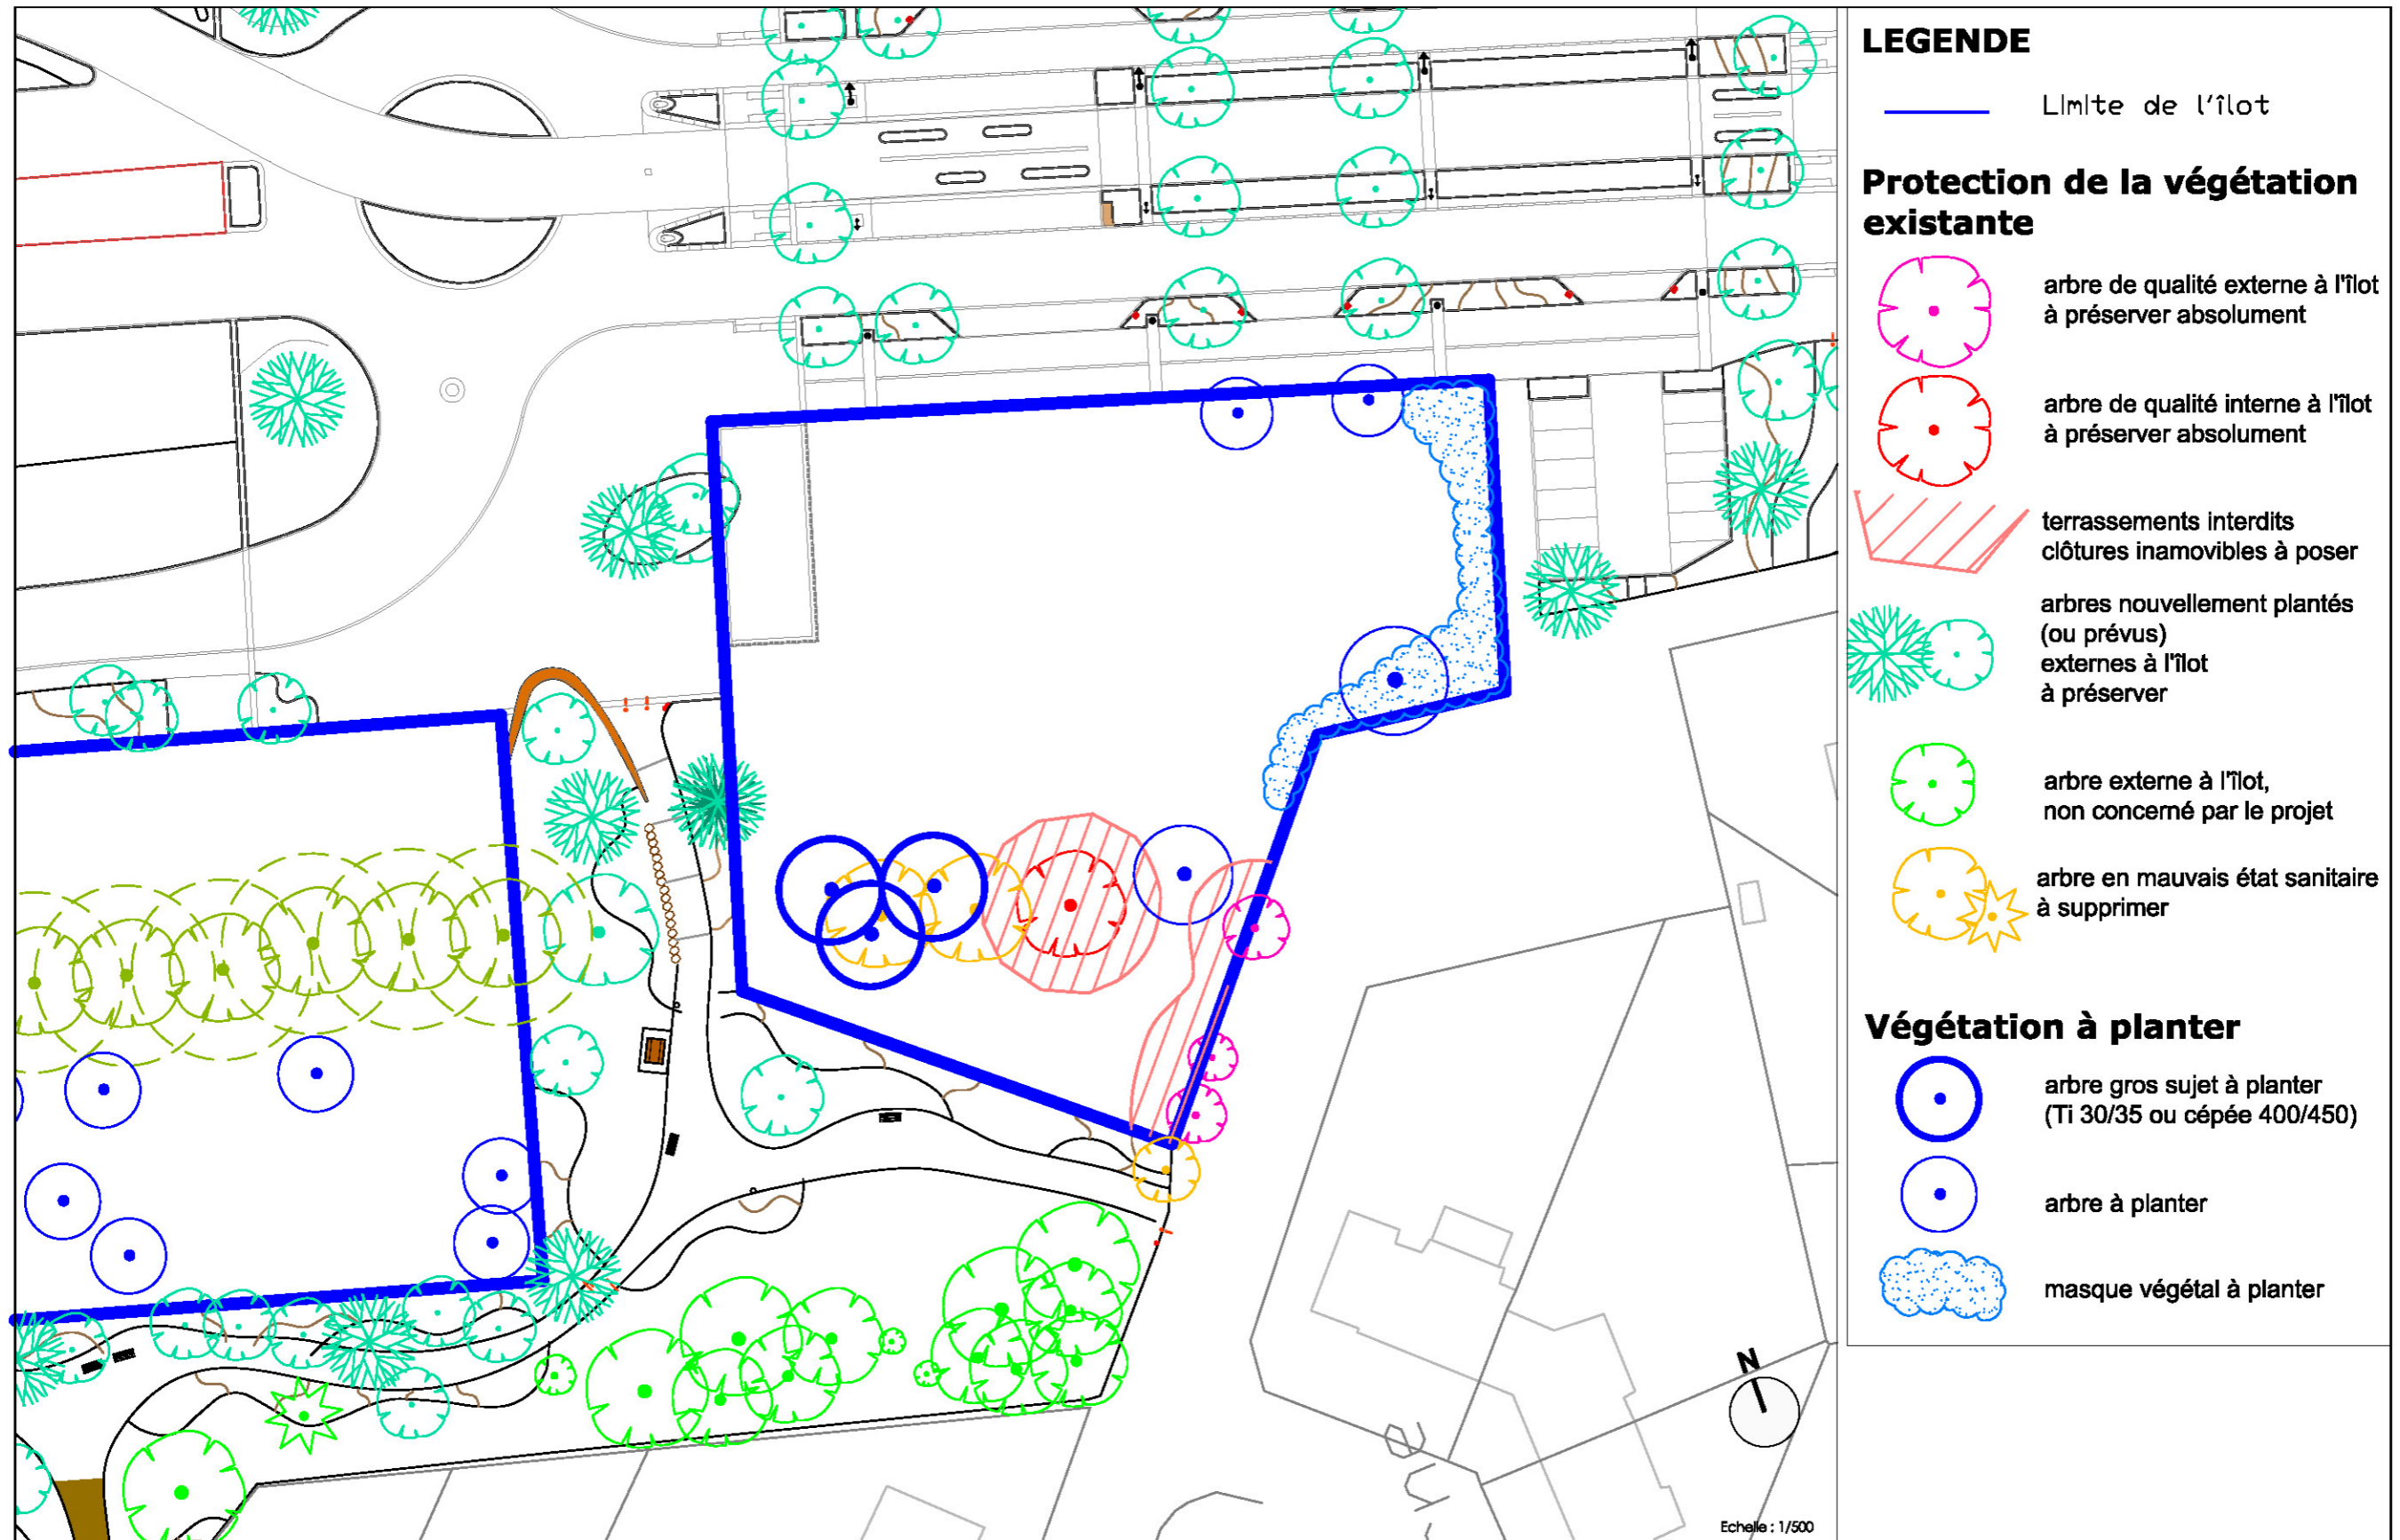 LEGENDE
Limite de l'îlot
Protection de la végétation
existante
arbre de qualité externe à l'îlot
à préserver absolument
arbre de qualité interne à l'îlot
à préserver absolument
terrassements interdits
clôtures inamovibles à poser
arbres nouvellement plantés
(ou prévus)
externes à l'îlot
à préserver
arbre externe à l'îlot,
non concerné par le projet
arbre en mauvais état sanitaire
à supprimer
Végétation à planter
arbre gros sujet à planter
(Ti 30/35 ou cépée 400/450)
arbre à planter
masque végétal à planter
N
Echelle : 1/500